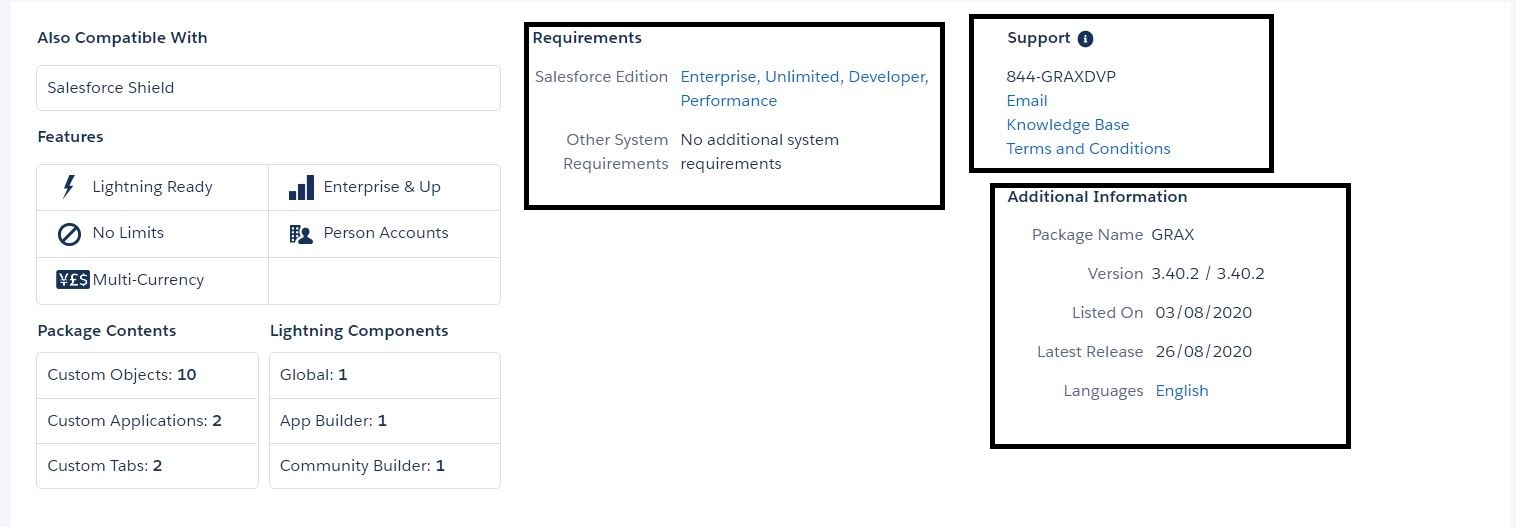 Also Compatible With
Salesforce Shield
Features
Lightning Ready
Enterprise & Up
No Limits
Person Accounts
¥£$ Multi-Currency
Package Contents
Custom Objects: 10
Custom Applications: 2
Custom Tabs: 2
Lightning Components
Global: 1
App Builder: 1
Community Builder: 1
Requirements
Salesforce Edition Enterprise, Unlimited, Developer,
Performance
Other System No additional system
Requirements requirements
Support
844-GRAXDVP
Email
Knowledge Base
Terms and Conditions
Additional Information
Package Name GRAX
Version 3.40.2 / 3.40.2
Listed On 03/08/2020
Latest Release 26/08/2020
Languages English